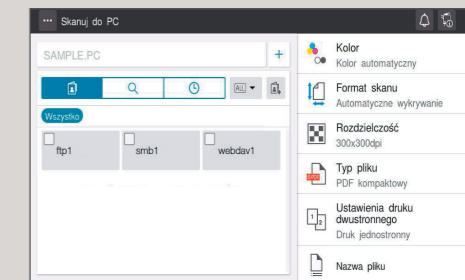 Skanuj do PC
SAMPLE.PC
+
ALL
Wszystko
ftp1
smb1
webdav1
Kolor
Kolor automatyczny
Format skanu
Automatyczne wykrywanie
Rozdzielczość
300x300dpi
Typ pliku
PDF kompaktowy
Ustawienia druku
dwustronnego
Druk jednostronny
Nazwa pliku